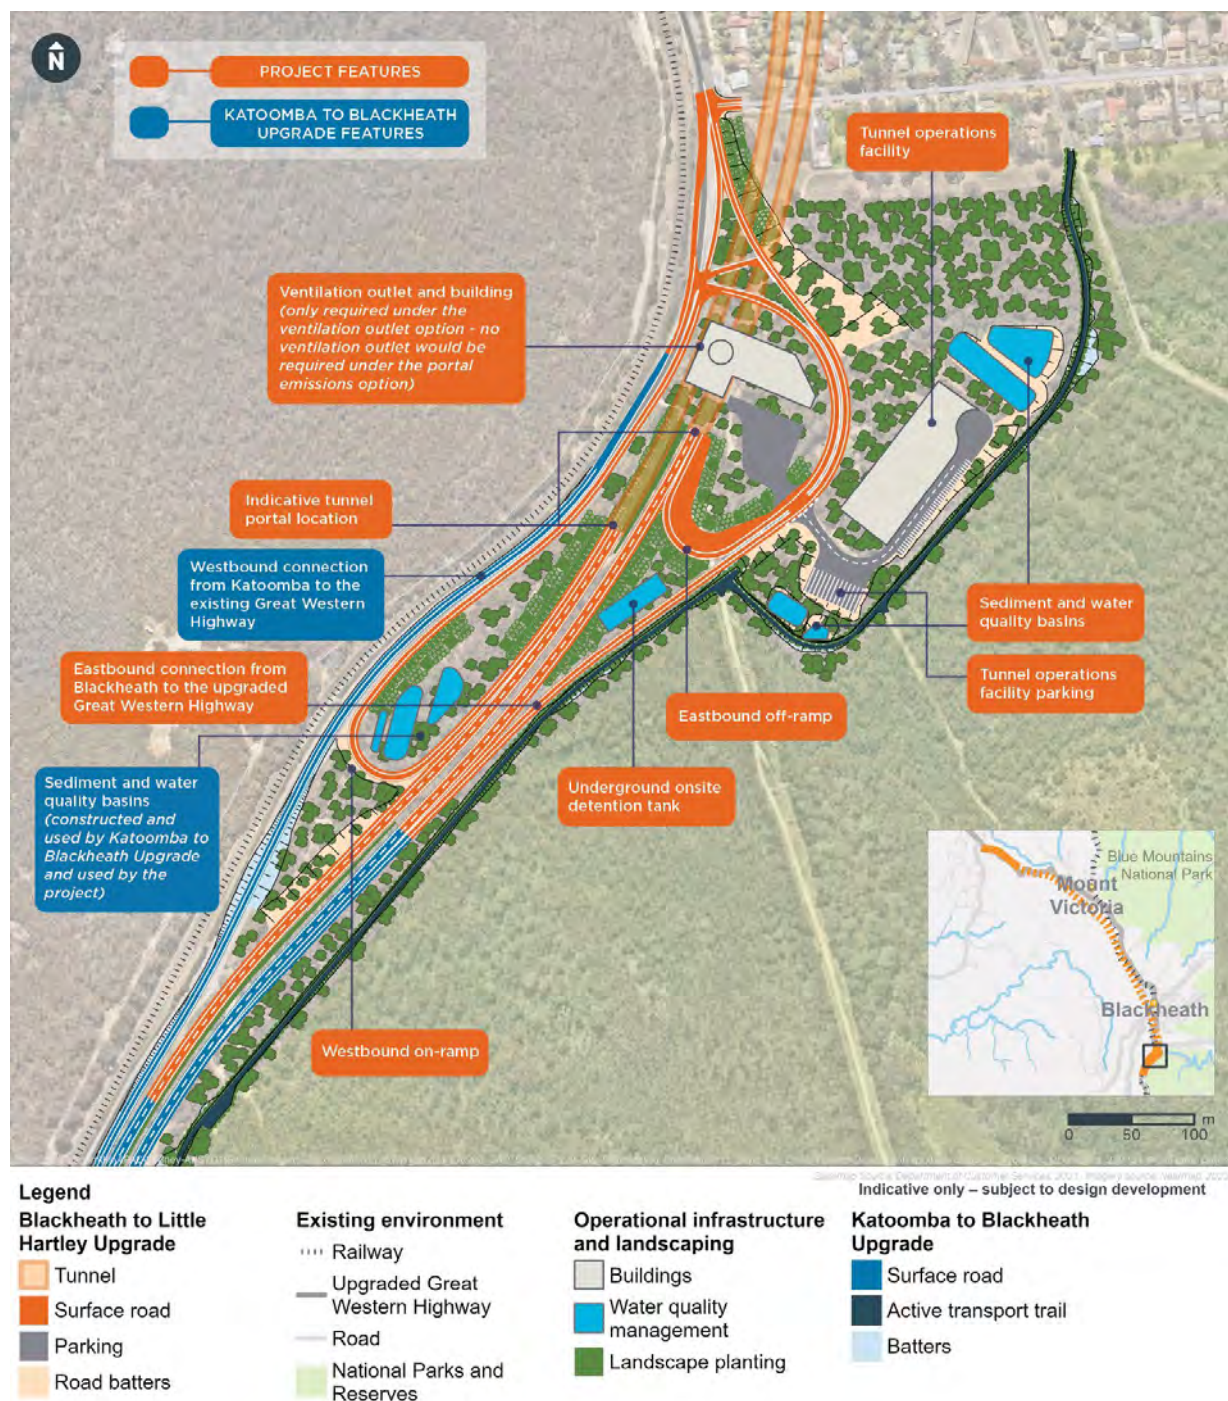 N
PROJECT FEATURES
KATOOMBA TO BLACKHEATH
UPGRADE FEATURES
Tunnel operations
facility
Ventilation outlet and building
(only required under the
ventilation outlet option - no
ventilation outlet would be
required under the portal
emissions option)
Indicative tunnel
portal location
Westbound connection
from Katoomba to the
existing Great Western
Highway
Sediment and water
quality basins
Eastbound connection from
Blackheath to the upgraded
Great Western Highway
Tunnel operations
facility parking
Eastbound off-ramp
Sediment and water
quality basins
(constructed and
used by Katoomba to
Blackheath Upgrade
and used by the
project)
Underground onsite
detention tank
Westbound on-ramp
Blue Mountains
National Park
Mount
Victoria
Blackheath
m
0 50 100
Indicative only – subject to design development
Legend
Blackheath to Little
Hartley Upgrade
Tunnel
Surface road
Parking
Road batters
Existing environment
Railway
Upgraded Great
Western Highway
Road
National Parks and
Reserves
Operational infrastructure
and landscaping
Buildings
Water quality
management
Landscape planting
Katoomba to Blackheath
Upgrade
Surface road
Active transport trail
Batters